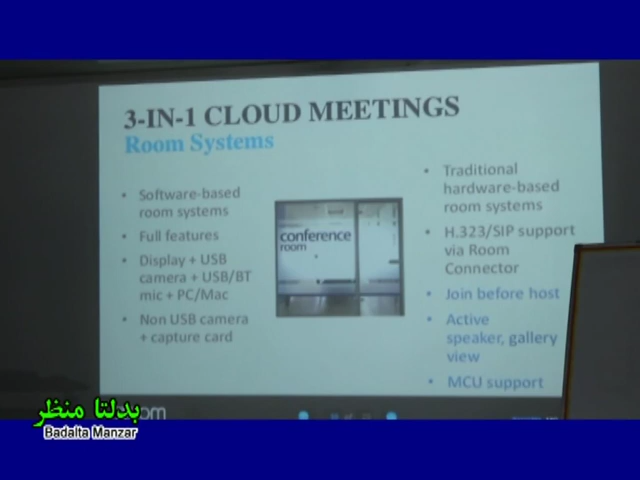 3-IN-1 CLOUD MEETINGS
Room Systems
• Software-based
room systems
• Full features
• Display + USB
camera + USB/BT
mic + PC/Mac
• Non USB camera
+ capture card
conference
room
• Traditional
hardware-based
room systems
• H.323/SIP support
via Room
Connector
• Join before host
• Active
speaker, gallery
view
• MCU support
بدلتا منظر
Badalta Manzar